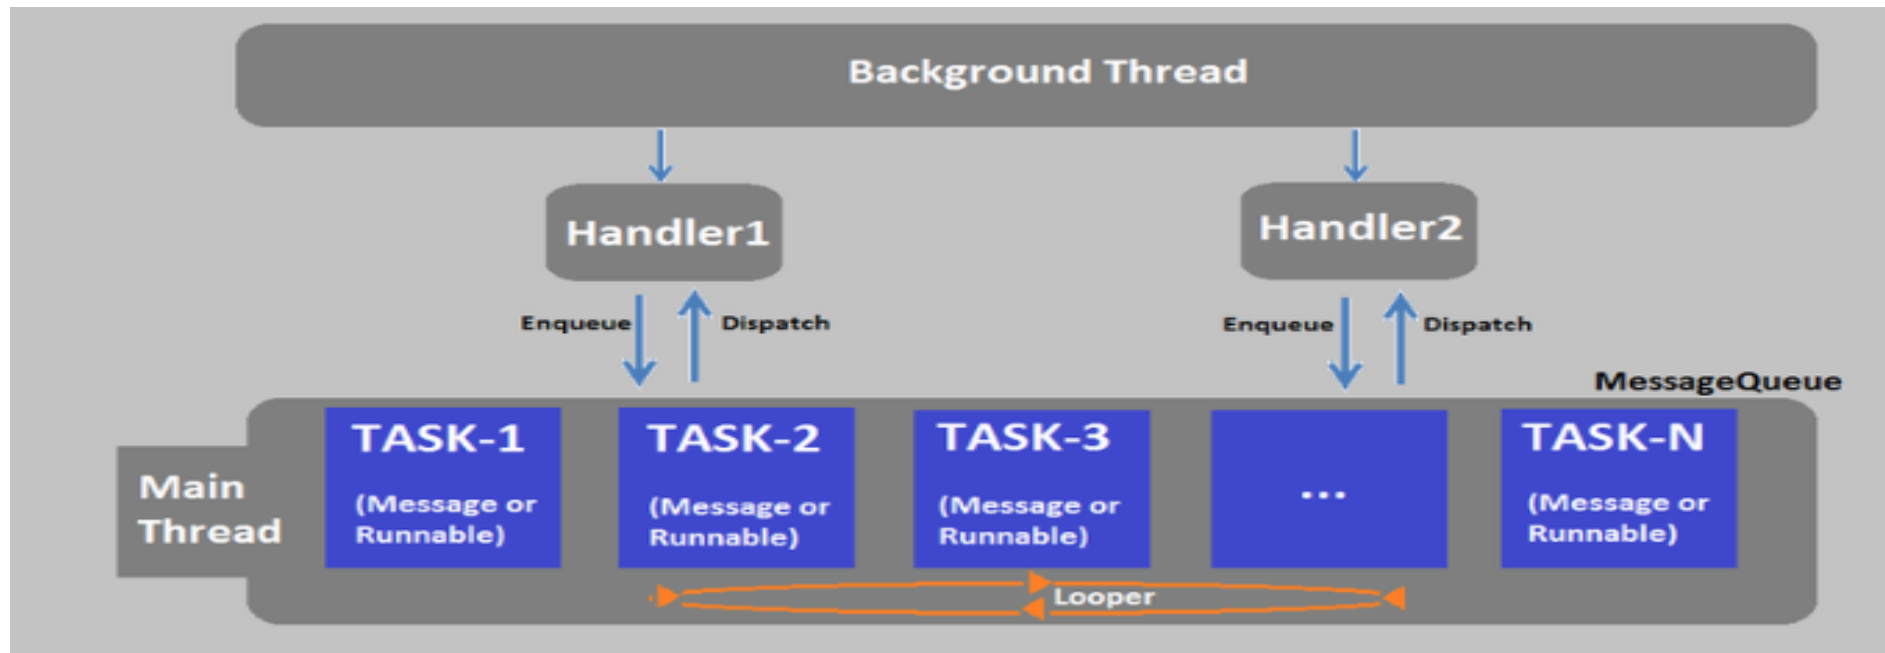 Background Thread
Handler1
Handler2
Enqueue
Dispatch
Enqueue
Dispatch
MessageQueue
Main
Thread
TASK-1
(Message or
Runnable)
TASK-2
(Message or
Runnable)
TASK-3
(Message or
Runnable)
...
TASK-N
(Message or
Runnable)
Looper